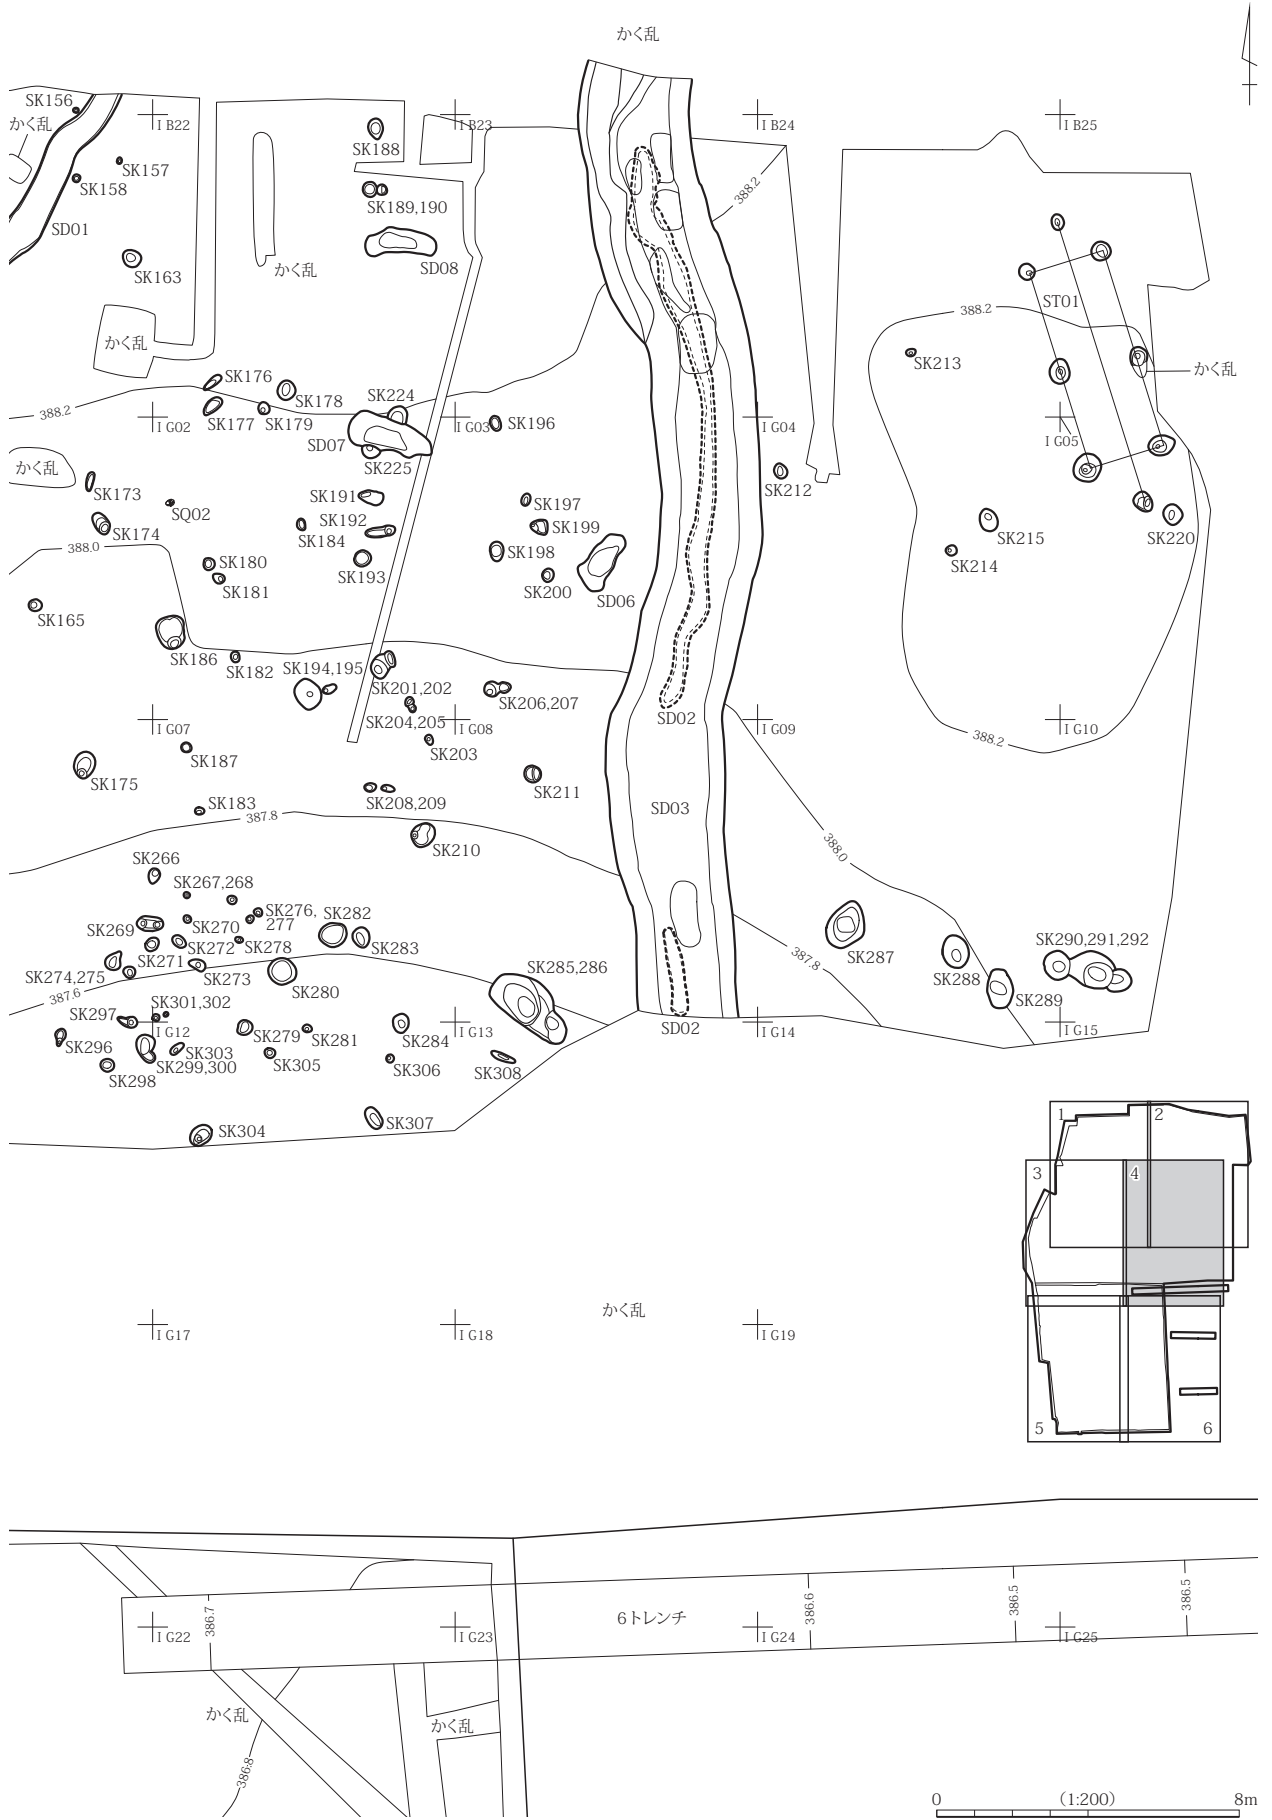 かく乱
SK156
I B22
I B23
I B24
I B25
かく乱
SK188
SK157
SK158
SK189,190
388.2
SD01
SK163
かく乱
SD08
ST01
388.2
かく乱
SK213
かく乱
SK176
SK178
SK224
388.2
SK177
SK179
I G02
I G03
SK196
I G04
I G05
SD07
SK225
かく乱
SK173
SK191
SK197
SK212
SQ02
SK192
SK199
SK174
SK184
SK215
SK220
388.0
SK198
SK214
SK180
SK193
SK181
SK200
SD06
SK165
SK186
SK182
SK194,195
SK201,202
SK206,207
SK204,205
SD02
I G07
I G08
I G09
I G10
388.2
SK187
SK203
SK175
SK211
SK183
SK208,209
SD03
387.8
SK210
388.0
SK266
SK267,268
SK276,
277
SK282
SK269
SK270
SK283
SK271
SK272
SK278
SK290,291,292
387.8
SK287
SK274,275
SK273
SK285,286
SK288
SK280
SK289
387.6
SK301,302
SK297
I G12
I G13
I G14
I G15
SD02
SK279
SK281
SK284
SK296
SK303
SK299,300
SK305
SK306
SK308
SK298
SK307
SK304
1
2
3
4
5
6
かく乱
I G17
I G18
I G19
386.7
6トレンチ
386.6
386.5
386.5
I G22
I G23
I G24
I G25
かく乱
かく乱
386.8
0
(1:200)
8m